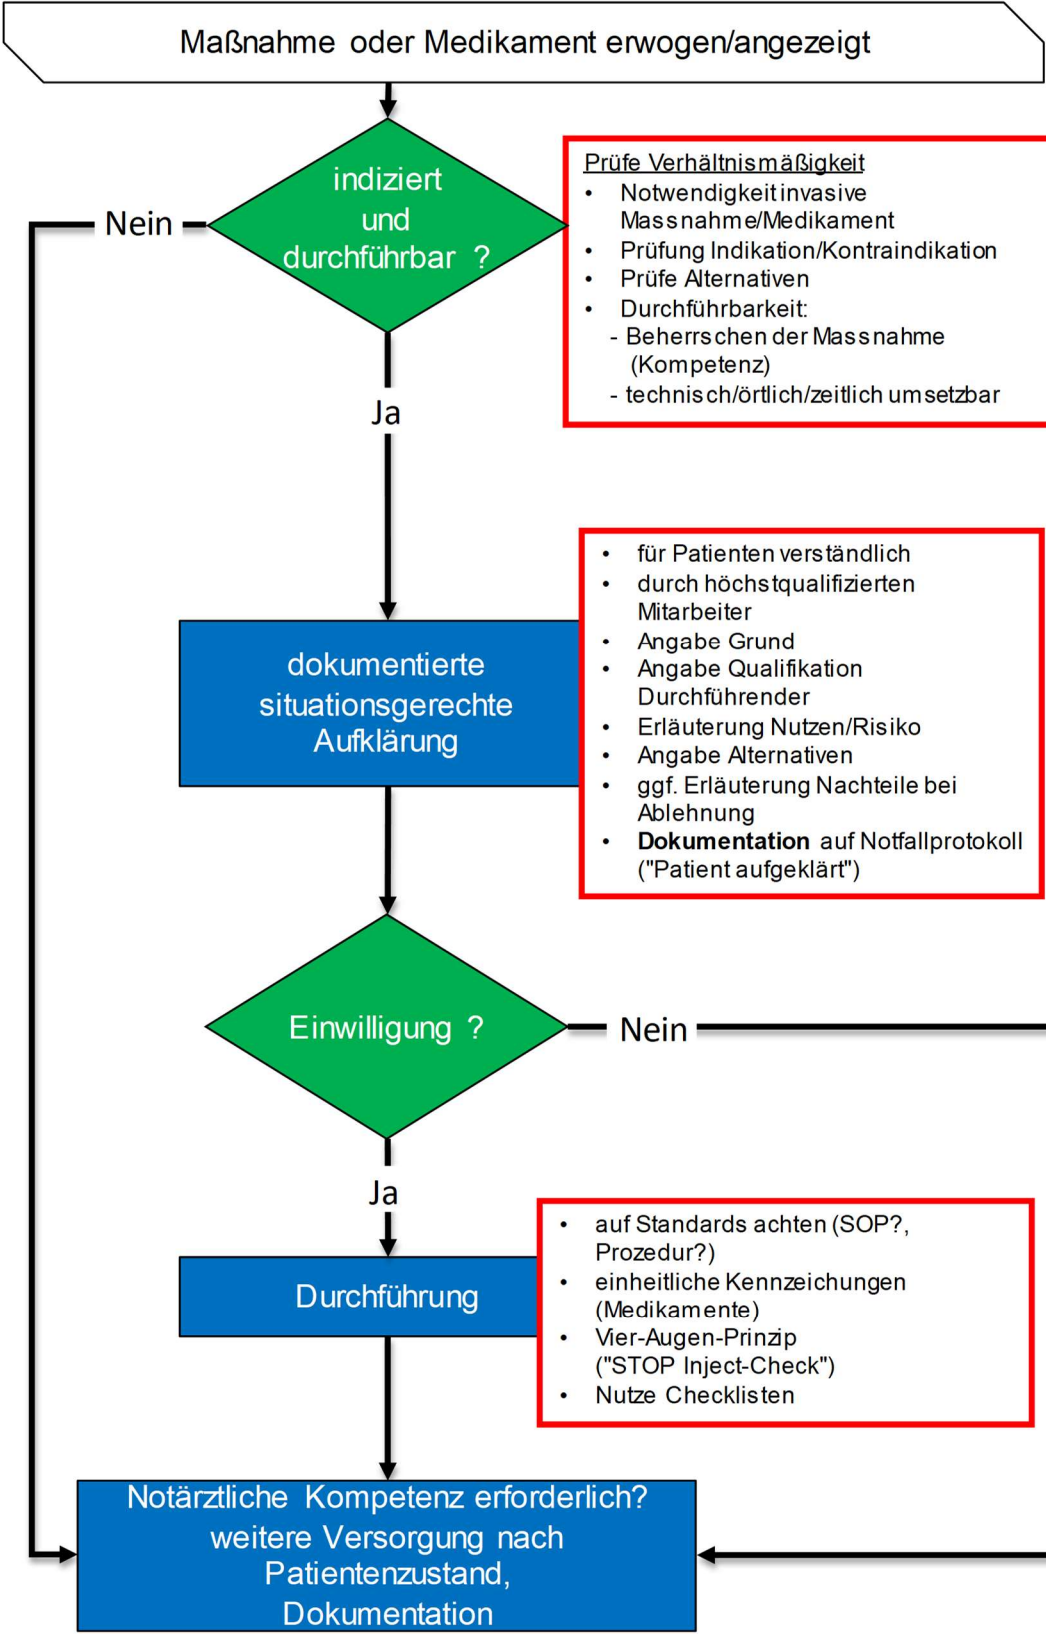 Maßnahme oder Medikament erwogen/angezeigt
indiziert
und
durchführbar ?
Nein
Prüfe Verhältnismäßigkeit
• Notwendigkeit invasive
Massnahme/Medikament
• Prüfung Indikation/Kontraindikation
• Prüfe Alternativen
• Durchführbarkeit:
- Beherrschen der Massnahme
(Kompetenz)
- technisch/örtlich/zeitlich umsetzbar
Ja
dokumentierte
situationsgerechte
Aufklärung
• für Patienten verständlich
• durch höchstqualifizierten
Mitarbeiter
• Angabe Grund
• Angabe Qualifikation
Durchführender
• Erläuterung Nutzen/Risiko
• Angabe Alternativen
• ggf. Erläuterung Nachteile bei
Ablehnung
• Dokumentation auf Notfallprotokoll
("Patient aufgeklärt")
Einwilligung ?
Nein
Ja
Durchführung
• auf Standards achten (SOP?,
Prozedur?)
• einheitliche Kennzeichungen
(Medikamente)
• Vier-Augen-Prinzip
("STOP Inject-Check")
• Nutze Checklisten
Notärztliche Kompetenz erforderlich?
weitere Versorgung nach
Patientenzustand,
Dokumentation